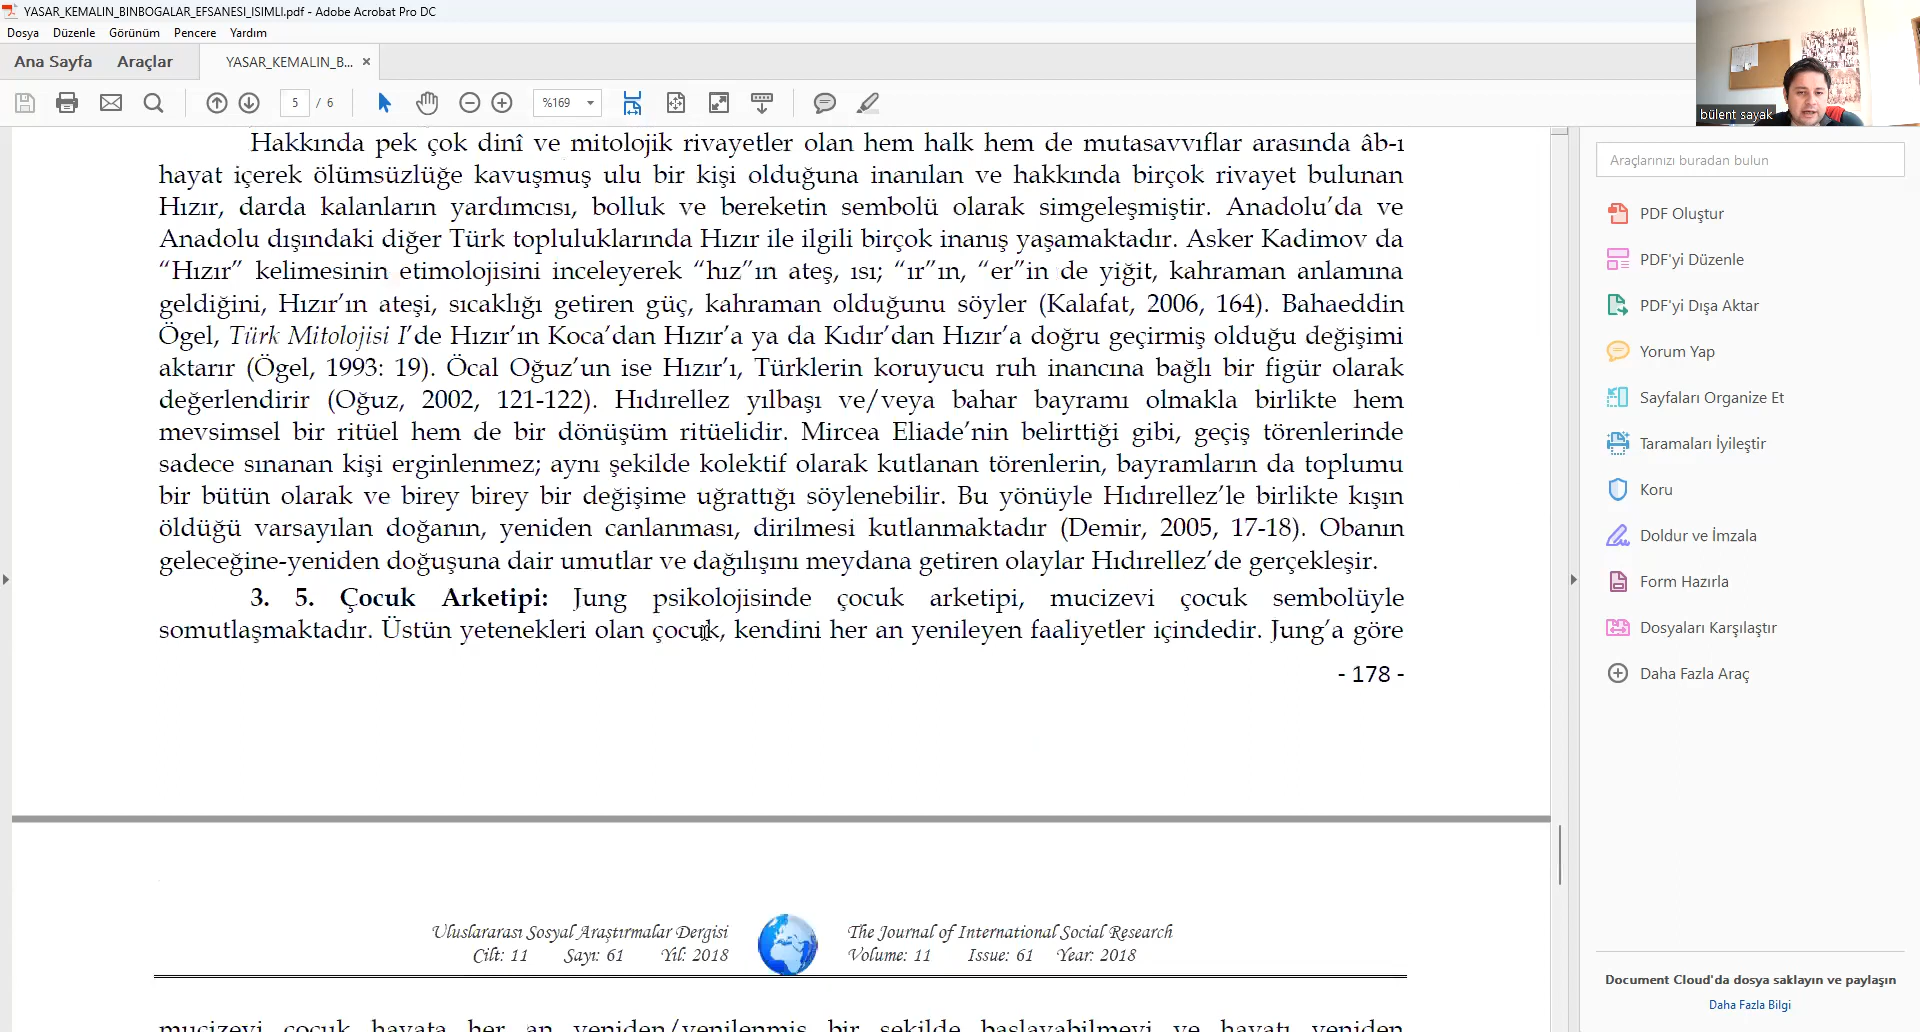 YASAR_KEMALIN_BINBOGALAR_EFSANESI_ISIMLI.pdf - Adobe Acrobat Pro DC
Dosya Düzenle Görünüm Pencere Yardım
Ana Sayfa Araçlar YASAR_KEMALIN_B... ×
5 / 6 %169
bülent sayak
Hakkında pek çok dinî ve mitolojik rivayetler olan hem halk hem de mutasavvıflar arasında âb-ı
hayat içerek ölümsüzlüğe kavuşmuş ulu bir kişi olduğuna inanılan ve hakkında birçok rivayet bulunan
Hızır, darda kalanların yardımcısı, bolluk ve bereketin sembolü olarak simgeleşmiştir. Anadolu’da ve
Anadolu dışındaki diğer Türk topluluklarında Hızır ile ilgili birçok inanış yaşamaktadır. Asker Kadimov da
“Hızır” kelimesinin etimolojisini inceleyerek “hız”ın ateş, ısı; “ır”ın, “er”in de yiğit, kahraman anlamına
geldiğini, Hızır’ın ateşi, sıcaklığı getiren güç, kahraman olduğunu söyler (Kalafat, 2006, 164). Bahaeddin
Ögel, Türk Mitolojisi I’de Hızır’ın Koca’dan Hızır’a ya da Kıdır’dan Hızır’a doğru geçirmiş olduğu değişimi
aktarır (Ögel, 1993: 19). Öcal Oğuz’un ise Hızır’ı, Türklerin koruyucu ruh inancına bağlı bir figür olarak
değerlendirir (Oğuz, 2002, 121-122). Hıdırellez yılbaşı ve/veya bahar bayramı olmakla birlikte hem
mevsimsel bir ritüel hem de bir dönüşüm ritüelidir. Mircea Eliade’nin belirttiği gibi, geçiş törenlerinde
sadece sınanan kişi erginlenmez; aynı şekilde kolektif olarak kutlanan törenlerin, bayramların da toplumu
bir bütün olarak ve birey birey bir değişime uğrattığı söylenebilir. Bu yönüyle Hıdırellez’le birlikte kışın
öldüğü varsayılan doğanın, yeniden canlanması, dirilmesi kutlanmaktadır (Demir, 2005, 17-18). Obanın
geleceğine-yeniden doğuşuna dair umutlar ve dağılışını meydana getiren olaylar Hıdırellez’de gerçekleşir.
3. 5. Çocuk Arketipi: Jung psikolojisinde çocuk arketipi, mucizevi çocuk sembolüyle
somutlaşmaktadır. Üstün yetenekleri olan çocuk, kendini her an yenileyen faaliyetler içindedir. Jung’a göre
- 178 -
Uluslararası Sosyal Araştırmalar Dergisi
Cilt: 11 Sayı: 61 Yıl: 2018
The Journal of International Social Research
Volume: 11 Issue: 61 Year: 2018
mucizevi çocuk hayata her an yeniden/yenilenmiş bir şekilde başlayabilmeyi ve hayatı yeniden
Araçlarınızı buradan bulun
PDF Oluştur
PDF'yi Düzenle
PDF'yi Dışa Aktar
Yorum Yap
Sayfaları Organize Et
Taramaları İyileştir
Koru
Doldur ve İmzala
Form Hazırla
Dosyaları Karşılaştır
Daha Fazla Araç
Document Cloud'da dosya saklayın ve paylaşın
Daha Fazla Bilgi